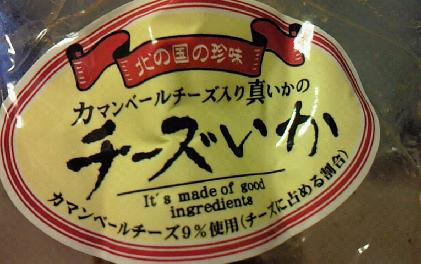 北の国の珍味
カマンベールチーズ入り真いかの
チーズいか
It's made of good
ingredients
カマンベールチーズ9%使用(チーズに占める割合)